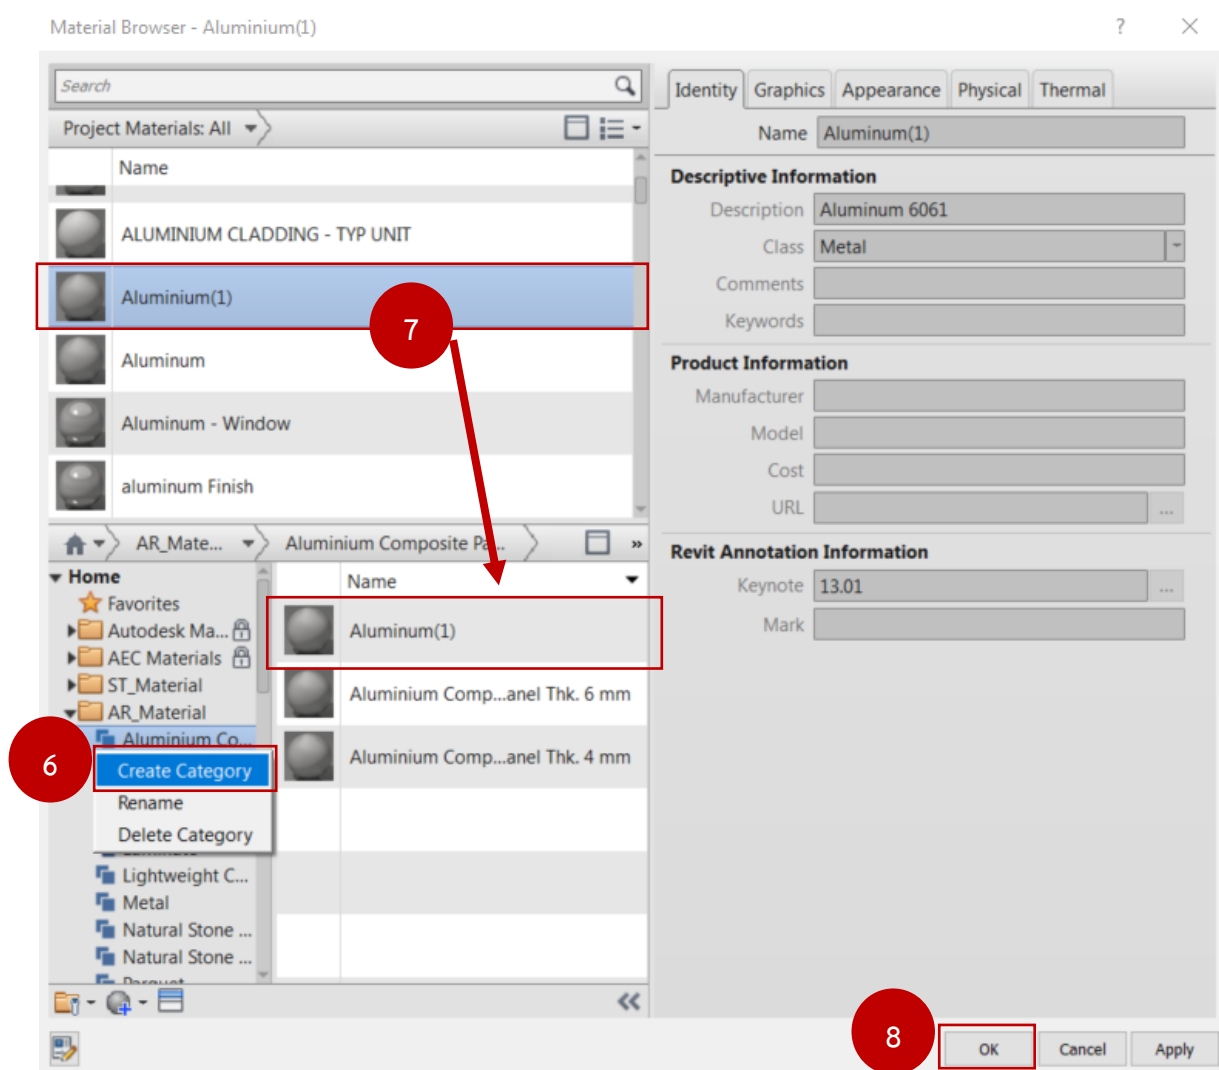 Material Browser - Aluminium(1)
?
Search
Project Materials: All
Name
ALUMINIUM CLADDING - TYP UNIT
Aluminium(1)
7
Aluminum
Aluminum - Window
aluminum Finish
AR_Mate...
Aluminium Composite Pa...
»
Home
Favorites
Autodesk Ma...
AEC Materials
ST_Material
AR_Material
Aluminium Co...
6
Create Category
Rename
Delete Category
Lightweight C...
Metal
Natural Stone ...
Natural Stone ...
Parquet
Name
Aluminum(1)
Aluminium Comp...anel Thk. 6 mm
Aluminium Comp...anel Thk. 4 mm
Identity Graphics Appearance Physical Thermal
Name Aluminum(1)
Descriptive Information
Description Aluminum 6061
Class Metal
Comments
Keywords
Product Information
Manufacturer
Model
Cost
URL ...
Revit Annotation Information
Keynote 13.01 ...
Mark
8
OK Cancel Apply